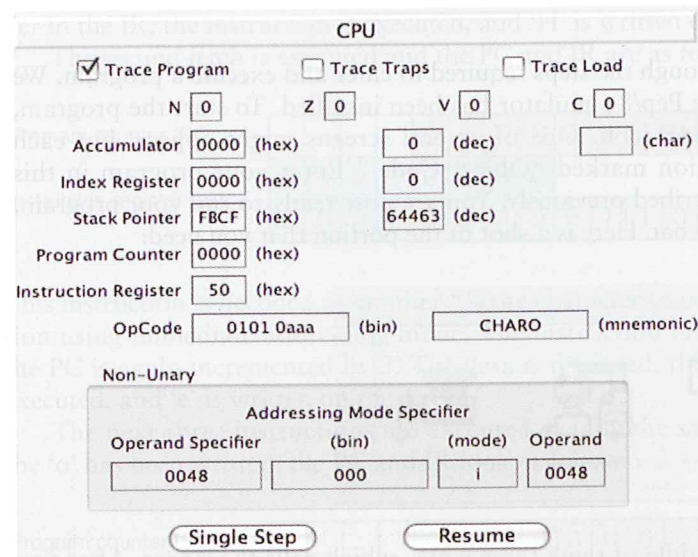 CPU
Trace Program Trace Traps Trace Load
N 0 Z 0 V 0 C 0
Accumulator 0000 (hex) 0 (dec) (char)
Index Register 0000 (hex) 0 (dec)
Stack Pointer FBCF (hex) 64463 (dec)
Program Counter 0000 (hex)
Instruction Register 50 (hex)
OpCode 0101 0aaa (bin) CHARO (mnemonic)
Non-Unary
Addressing Mode Specifier
Operand Specifier (bin) (mode) Operand
0048 000 i 0048
Single Step Resume